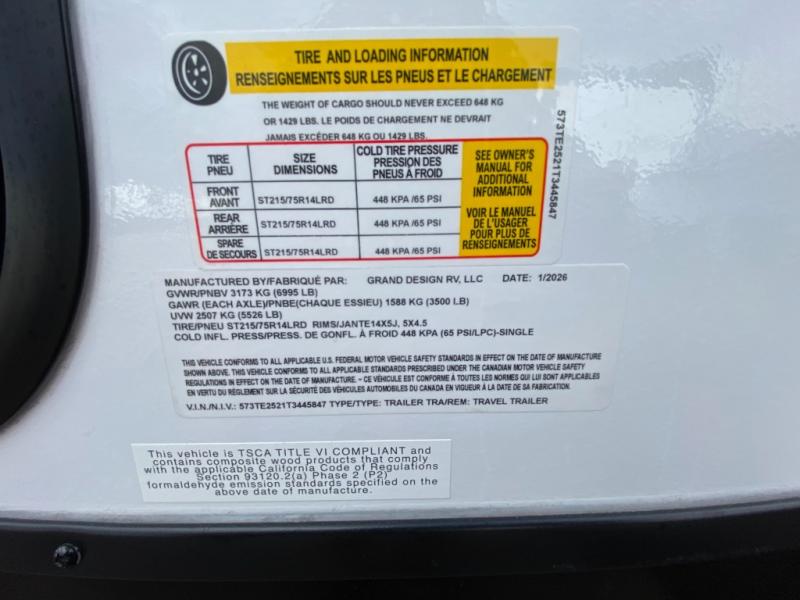 TIRE AND LOADING INFORMATION
RENSEIGNEMENTS SUR LES PNEUS ET LE CHARGEMENT
THE WEIGHT OF CARGO SHOULD NEVER EXCEED 648 KG
OR 1429 LBS. LE POIDS DE CHARGEMENT NE DEVRAIT
JAMAIS EXCÉDER 648 KG OU 1429 LBS.
TIRE
PNEU
SIZE
DIMENSIONS
COLD TIRE PRESSURE
PRESSION DES
PNEUS À FROID
FRONT
AVANT
ST215/75R14LRD
448 KPA /65 PSI
REAR
ARRIÈRE
ST215/75R14LRD
448 KPA /65 PSI
SPARE
DE SECOURS
ST215/75R14LRD
448 KPA /65 PSI
SEE OWNER'S
MANUAL FOR
ADDITIONAL
INFORMATION
VOIR LE MANUEL
DE L'USAGER
POUR PLUS DE
RENSEIGNEMENTS
573TE2521T3445847
MANUFACTURED BY/FABRIQUÉ PAR: GRAND DESIGN RV, LLC DATE: 1/2026
GVWR/PNBV 3173 KG (6995 LB)
GAWR (EACH AXLE)/PNBE(CHAQUE ESSIEU) 1588 KG (3500 LB)
UVW 2507 KG (5526 LB)
TIRE/PNEU ST215/75R14LRD RIMS/JANTE14X5J, 5X4.5
COLD INFL. PRESS/PRESS. DE GONFL. À FROID 448 KPA (65 PSI/LPC)-SINGLE
THIS VEHICLE CONFORMS TO ALL APPLICABLE U.S. FEDERAL MOTOR VEHICLE SAFETY STANDARDS IN EFFECT ON THE DATE OF MANUFACTURE
SHOWN ABOVE. THIS VEHICLE CONFORMS TO ALL APPLICABLE STANDARDS PRESCRIBED UNDER THE CANADIAN MOTOR VEHICLE SAFETY
REGULATIONS IN EFFECT ON THE DATE OF MANUFACTURE. – CE VÉHICULE EST CONFORME À TOUTES LES NORMES QUI LUI SONT APPLICABLES
EN VERTU DU RÈGLEMENT SUR LA SÉCURITÉ DES VÉHICULES AUTOMOBILES DU CANADA EN VIGUEUR À LA DATE DE SA FABRICATION.
V.I.N./N.I.V.: 573TE2521T3445847 TYPE/TYPE: TRAILER TRA/REM: TRAVEL TRAILER
This vehicle is TSCA TITLE VI COMPLIANT and
contains composite wood products that comply
with the applicable California Code of Regulations
Section 93120.2(a) Phase 2 (P2)
formaldehyde emission standards specified on the
above date of manufacture.